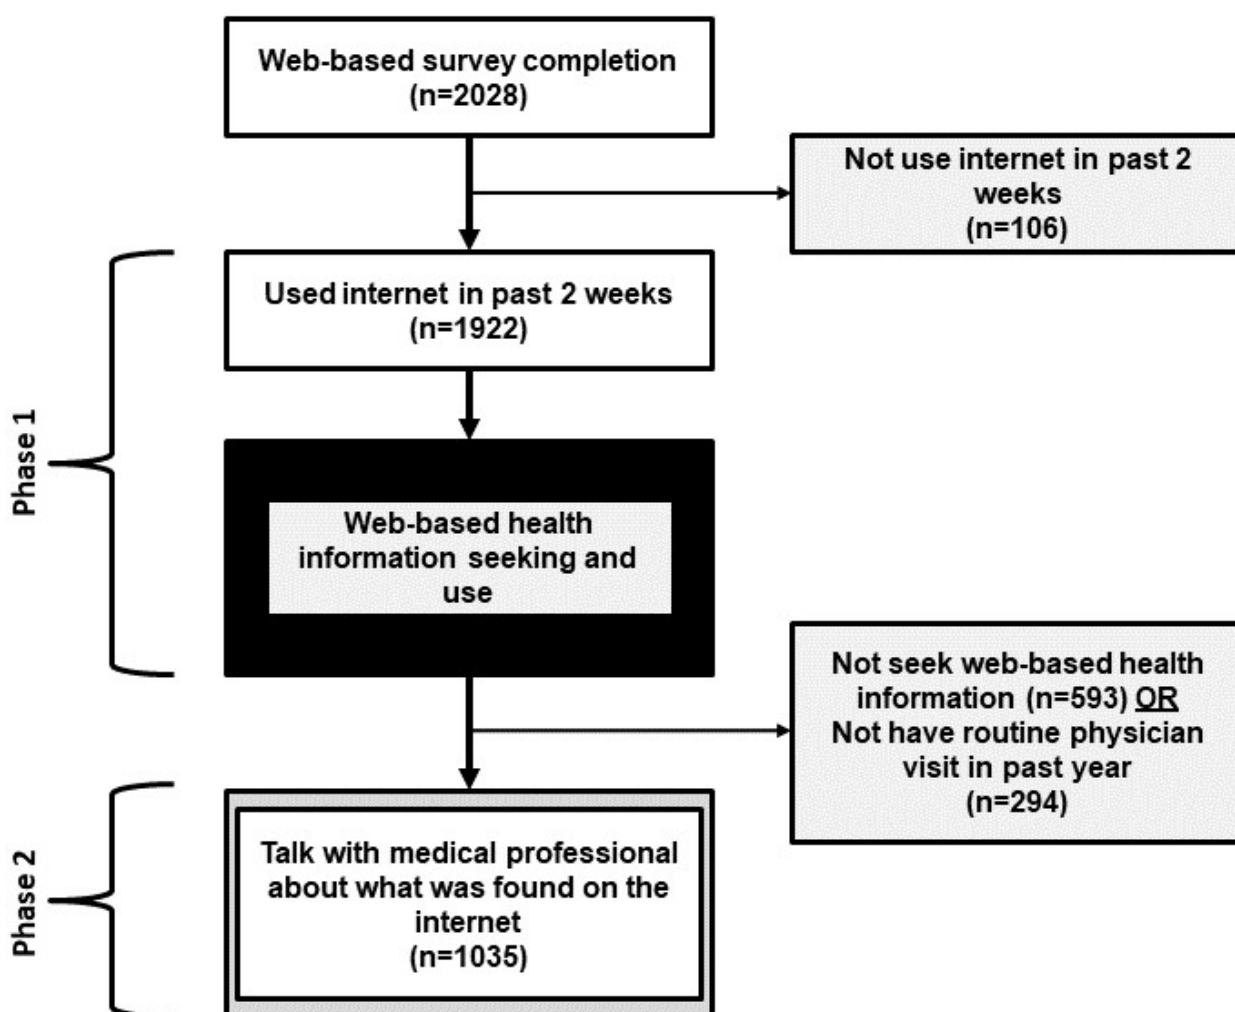 Web-based survey completion
(n=2028)
Not use internet in past 2
weeks
(n=106)
Used internet in past 2 weeks
(n=1922)
Phase 1
Web-based health
information seeking and
use
Not seek web-based health
information (n=593) OR
Not have routine physician
visit in past year
(n=294)
Phase 2
Talk with medical professional
about what was found on the
internet
(n=1035)